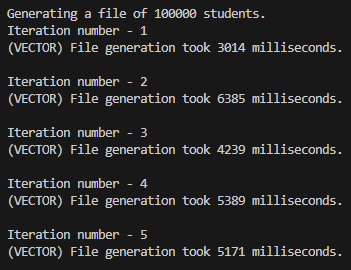 Generating a file of 100000 students.
Iteration number - 1
(VECTOR) File generation took 3014 milliseconds.
Iteration number - 2
(VECTOR) File generation took 6385 milliseconds.
Iteration number - 3
(VECTOR) File generation took 4239 milliseconds.
Iteration number - 4
(VECTOR) File generation took 5389 milliseconds.
Iteration number - 5
(VECTOR) File generation took 5171 milliseconds.